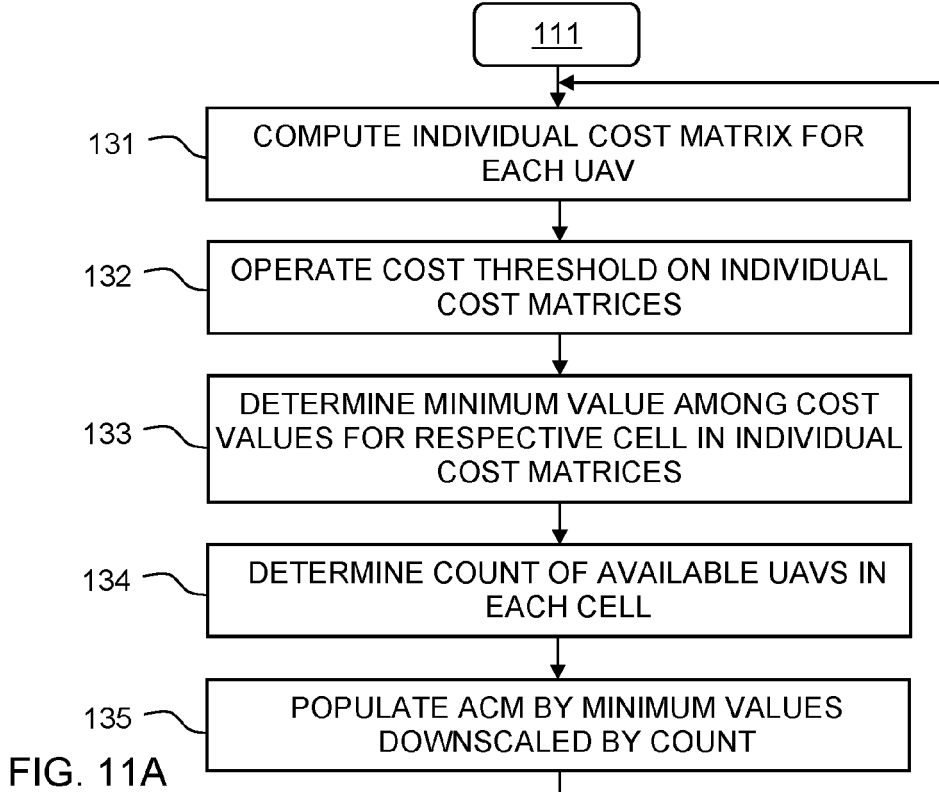 111
131
COMPUTE INDIVIDUAL COST MATRIX FOR
EACH UAV
132
OPERATE COST THRESHOLD ON INDIVIDUAL
COST MATRICES
133
DETERMINE MINIMUM VALUE AMONG COST
VALUES FOR RESPECTIVE CELL IN INDIVIDUAL
COST MATRICES
134
DETERMINE COUNT OF AVAILABLE UAVS IN
EACH CELL
135
POPULATE ACM BY MINIMUM VALUES
DOWNSCALED BY COUNT
FIG. 11A